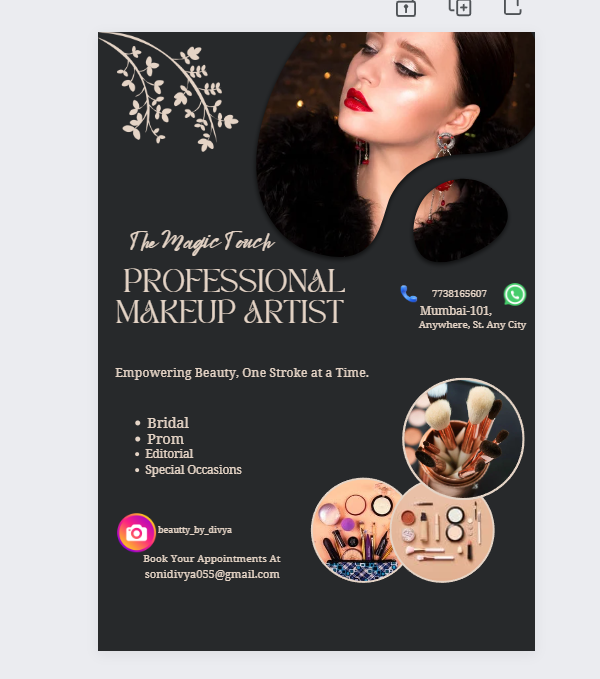 The Magic Touch
PROFESSIONAL
MAKEUP ARTIST
7738165607
Mumbai-101,
Anywhere, St. Any City
Empowering Beauty, One Stroke at a Time.
• Bridal
• Prom
• Editorial
• Special Occasions
beautty_by_divya
Book Your Appointments At
sonidivya055@gmail.com